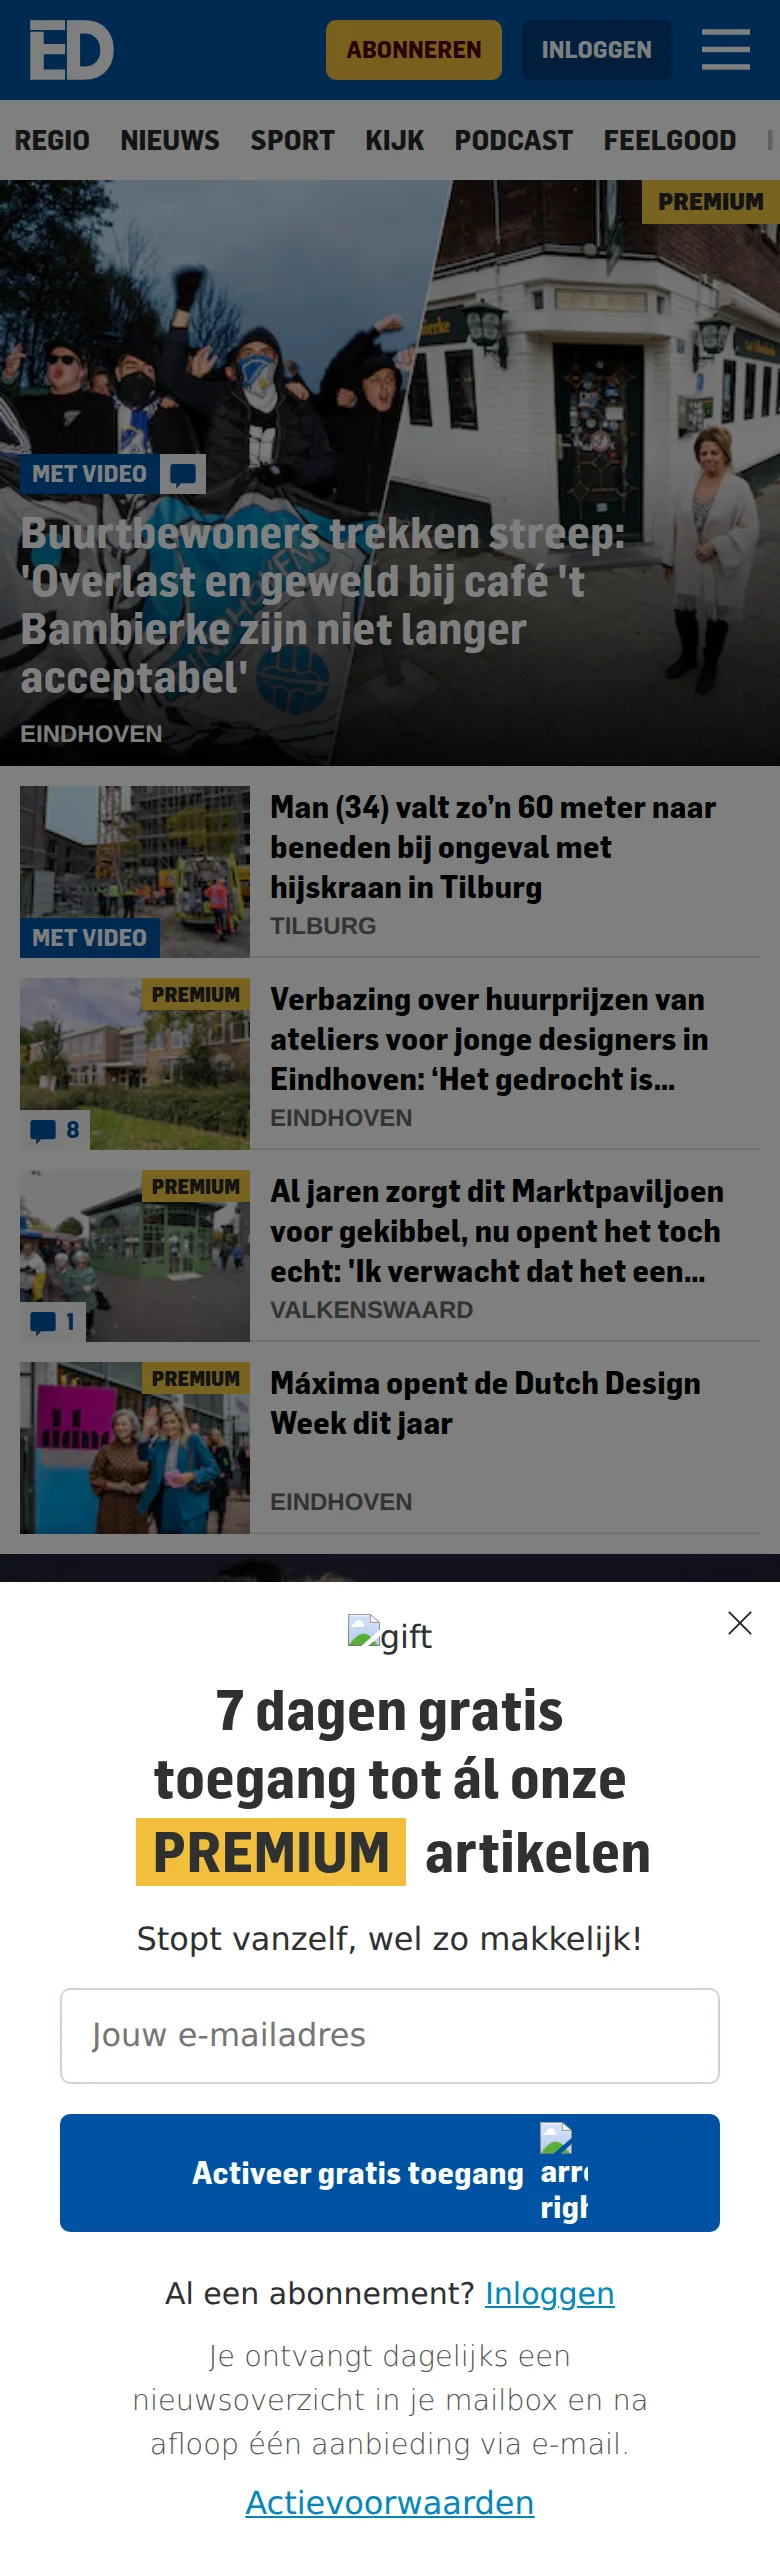 ED
ABONNEREN
INLOGGEN
REGIO NIEUWS SPORT KIJK PODCAST FEELGOOD
PREMIUM
MET VIDEO
Buurtbewoners trekken streep:
'Overlast en geweld bij café 't
Bambierke zijn niet langer
acceptabel'
EINDHOVEN
Man (34) valt zo’n 60 meter naar
beneden bij ongeval met
hijskraan in Tilburg
TILBURG
MET VIDEO
PREMIUM
Verbazing over huurprijzen van
ateliers voor jonge designers in
Eindhoven: ‘Het gedrocht is...
EINDHOVEN
8
PREMIUM
Al jaren zorgt dit Marktpaviljoen
voor gekibbel, nu opent het toch
echt: 'Ik verwacht dat het een...
VALKENSWAARD
1
PREMIUM
Máxima opent de Dutch Design
Week dit jaar
EINDHOVEN
gift
7 dagen gratis
toegang tot ál onze
PREMIUM artikelen
Stopt vanzelf, wel zo makkelijk!
Jouw e-mailadres
Activeer gratis toegang
Al een abonnement? Inloggen
Je ontvangt dagelijks een
nieuwsoverzicht in je mailbox en na
afloop één aanbieding via e-mail.
Actievoorwaarden